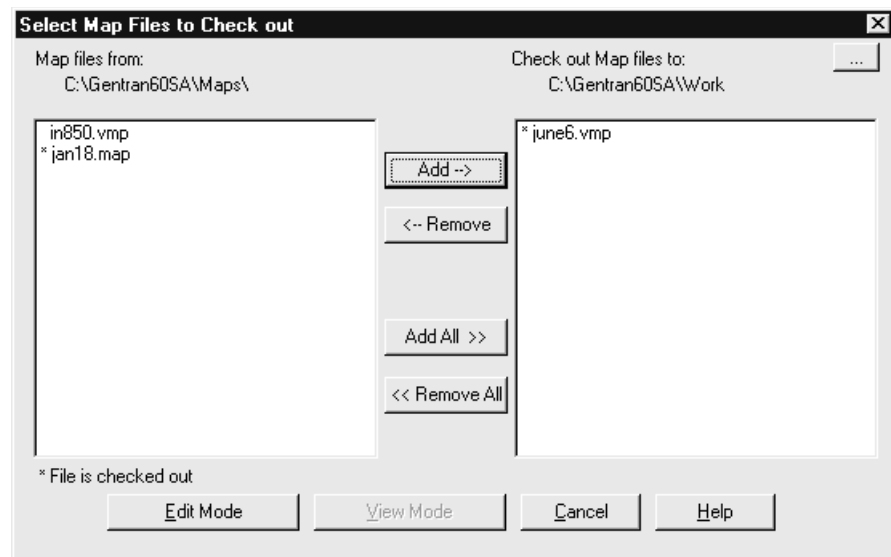 Select Map Files to Check out
Map files from:
C:\Gentran60SA\Maps\
Check out Map files to:
...
C:\Gentran60SA\Work
in850.vmp
* jan18.map
Add -->
<-- Remove
Add All >>
<< Remove All
* june6.vmp
* File is checked out
Edit Mode
View Mode
Cancel
Help